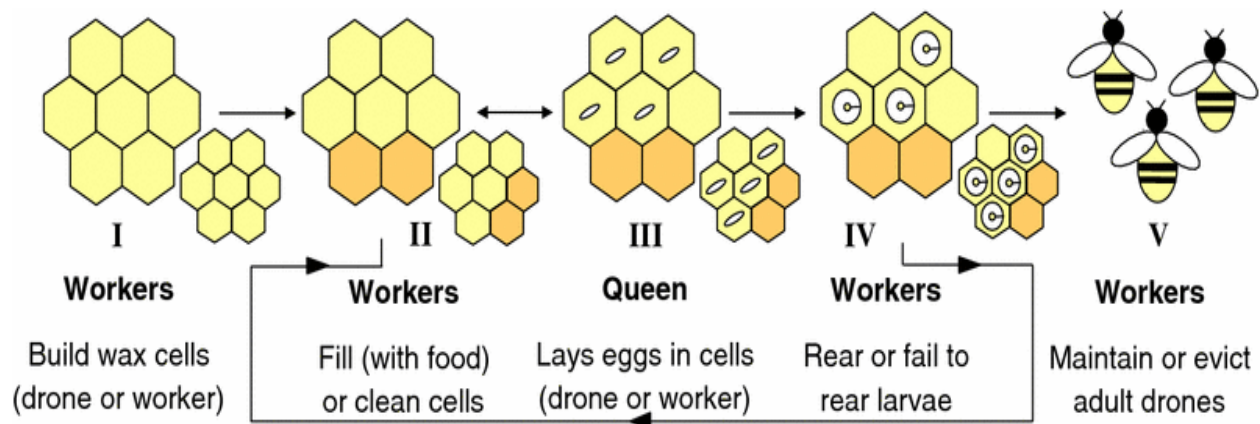 I
II
III
IV
V
Workers
Workers
Queen
Workers
Workers
Build wax cells
(drone or worker)
Fill (with food)
or clean cells
Lays eggs in cells
(drone or worker)
Rear or fail to
rear larvae
Maintain or evict
adult drones